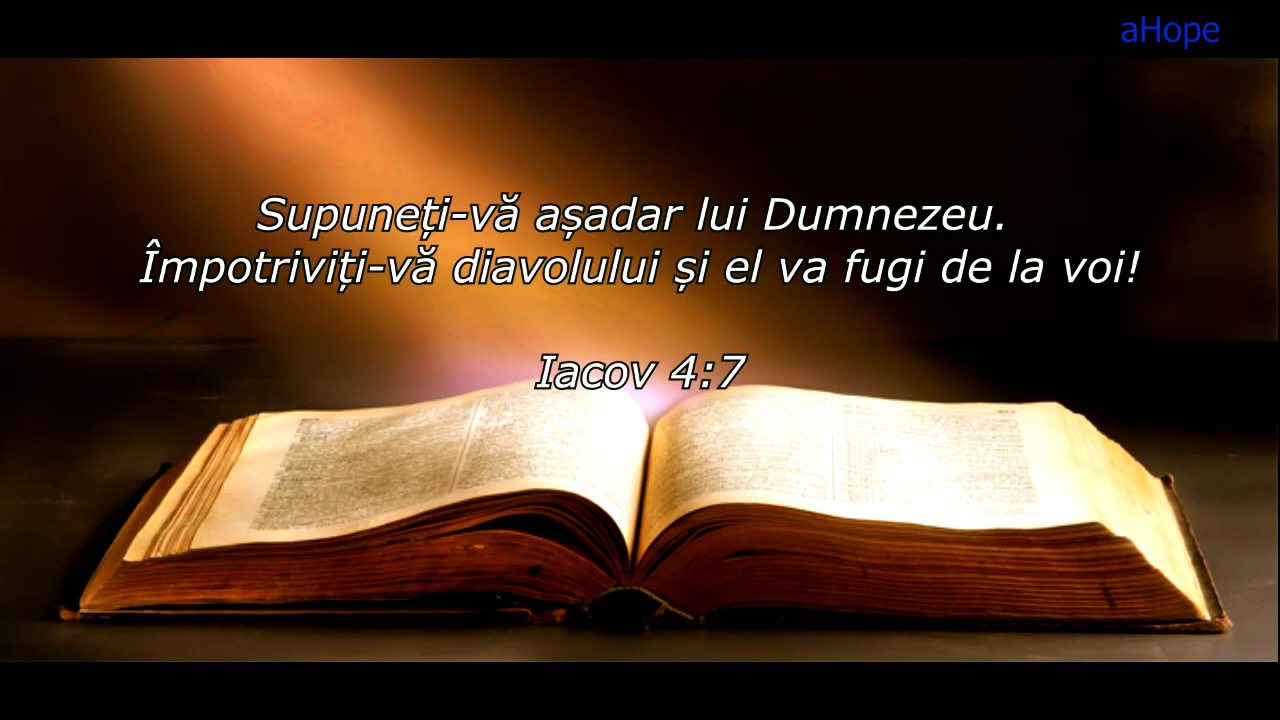 aHope
Supuneți-vă așadar lui Dumnezeu.
Împotriviți-vă diavolului și el va fugi de la voi!
Iacov 4:7